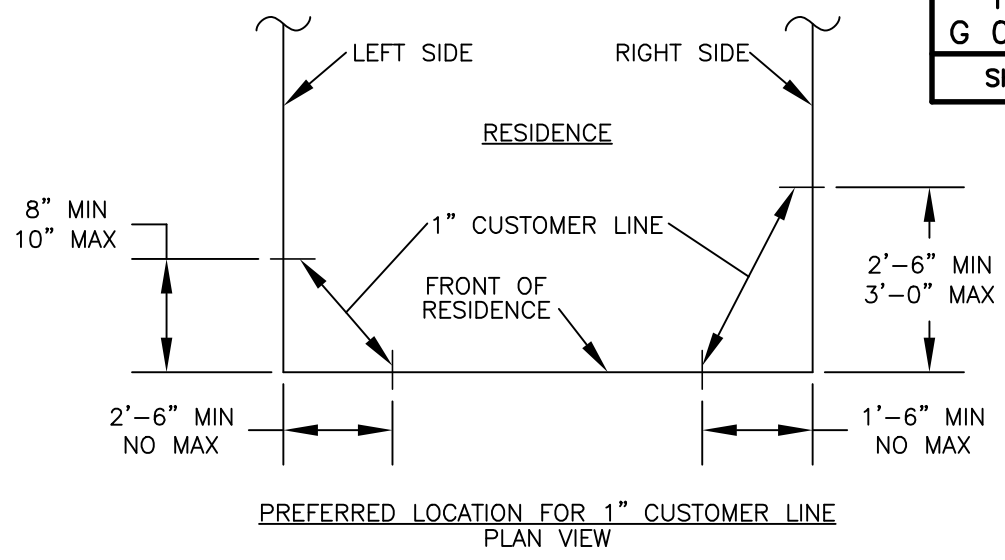 G
LEFT SIDE
RIGHT SIDE
RESIDENCE
8” MIN
10” MAX
1” CUSTOMER LINE
FRONT OF
RESIDENCE
2’-6” MIN
3’-0” MAX
2’-6” MIN
NO MAX
1’-6” MIN
NO MAX
PREFERRED LOCATION FOR 1” CUSTOMER LINE
PLAN VIEW